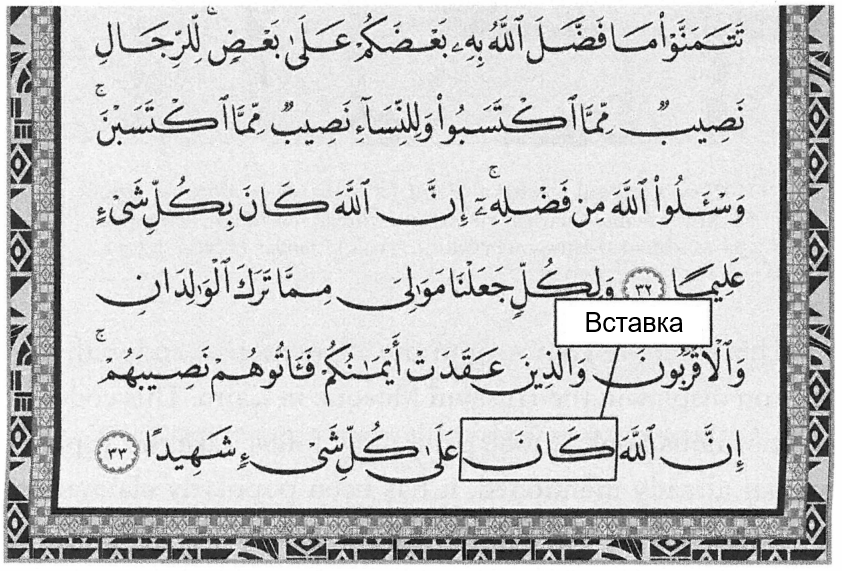 تَتَمَنَّوْا۟ مَا فَضَّلَ ٱللَّهُ بِهِۦ بَعْضَكُمْ عَلَىٰ بَعْضٍ ۚ لِّلرِّجَالِ
نَصِيبٌ مِّمَّا ٱكْتَسَبُوا۟ وَلِلنِّسَآءِ نَصِيبٌ مِّمَّا ٱكْتَسَبْنَ ۚ
وَسْـَٔلُوا۟ ٱللَّهَ مِن فَضْلِهِۦٓ ۚ إِنَّ ٱللَّهَ كَانَ بِكُلِّ شَىْءٍ
عَلِيمًا ٣٢ وَلِكُلٍّ جَعَلْنَا مَوَٰلِىَ مِمَّا تَرَكَ ٱلْوَٰلِدَانِ
Вставка
وَٱلْأَقْرَبُونَ ۚ وَٱلَّذِينَ عَقَدَتْ أَيْمَـٰنُكُمْ فَـَٔاتُوهُمْ نَصِيبَهُمْ ۚ
إِنَّ ٱللَّهَ كَانَ عَلَىٰ كُلِّ شَىْءٍ شَهِيدًا ٣٣